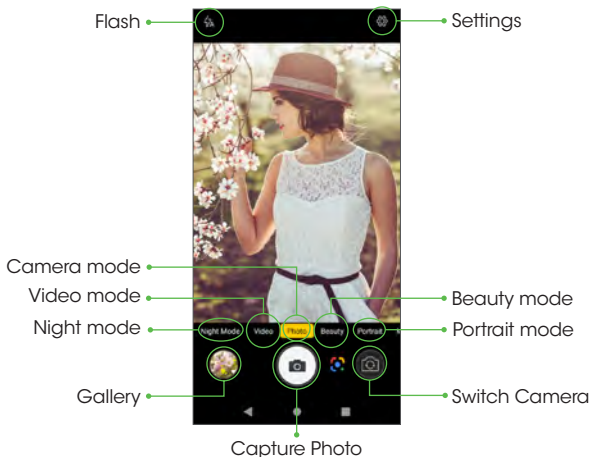 Flash
Settings
Camera mode
Video mode
Night mode
Beauty mode
Portrait mode
Night Mode Video Photo Beauty Portrait
Gallery
Switch Camera
Capture Photo